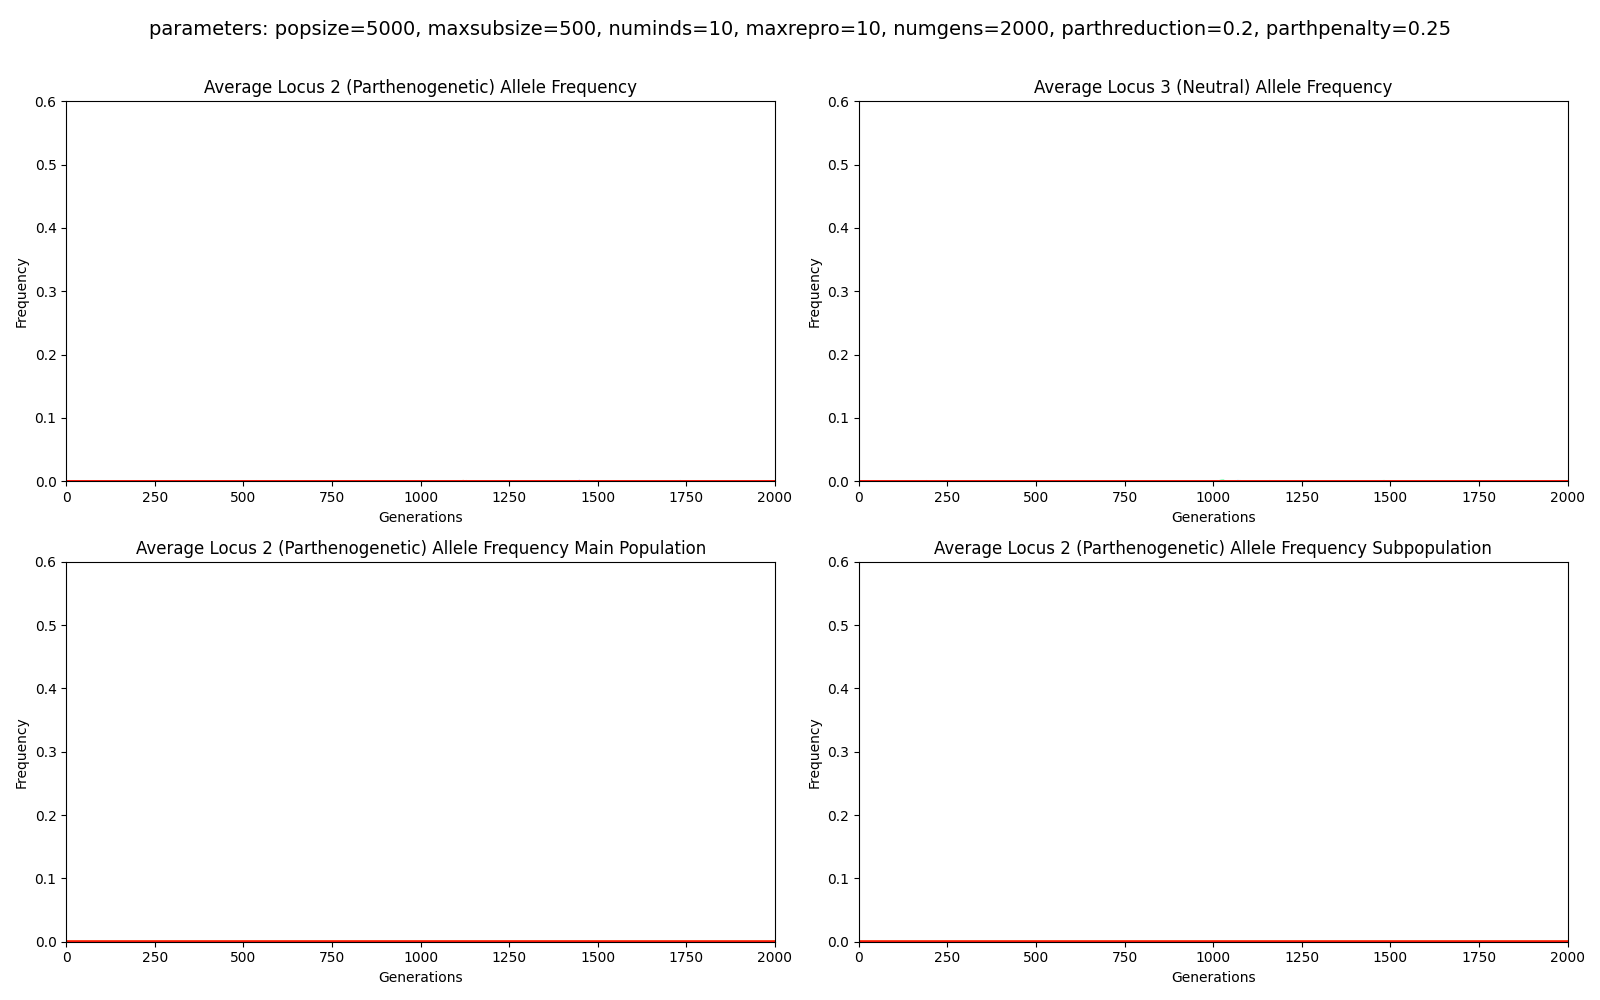 parameters: popsize=5000, maxsubsize=500, numinds=10, maxrepro=10, numgens=2000, parthreduction=0.2, parthpenalty=0.25
Average Locus 2 (Parthenogenetic) Allele Frequency
0.6
0.5
0.4
0.3
0.2
0.1
0.0
Frequency
0 250 500 750 1000 1250 1500 1750 2000
Generations
Average Locus 3 (Neutral) Allele Frequency
0.6
0.5
0.4
0.3
0.2
0.1
0.0
Frequency
0 250 500 750 1000 1250 1500 1750 2000
Generations
Average Locus 2 (Parthenogenetic) Allele Frequency Main Population
0.6
0.5
0.4
0.3
0.2
0.1
0.0
Frequency
0 250 500 750 1000 1250 1500 1750 2000
Generations
Average Locus 2 (Parthenogenetic) Allele Frequency Subpopulation
0.6
0.5
0.4
0.3
0.2
0.1
0.0
Frequency
0 250 500 750 1000 1250 1500 1750 2000
Generations